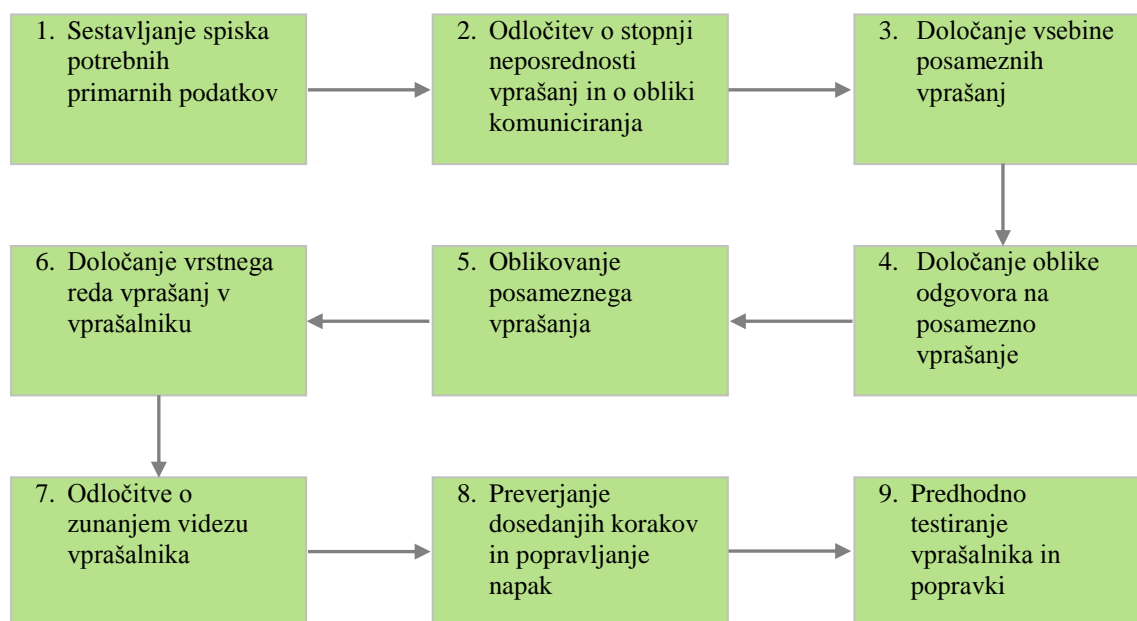 1. Sestavljanje spiska
potrebnih
primarnih podatkov
2. Odločitev o stopnji
neposrednosti
vprašanj in o obliki
komuniciranja
3. Določanje vsebine
posameznih
vprašanj
4. Določanje oblike
odgovora na
posamezno
vprašanje
5. Oblikovanje
posameznega
vprašanja
6. Določanje vrstnega
reda vprašanj v
vprašalniku
7. Odločitve o
zunanjem videzu
vprašalnika
8. Preverjanje
dosedanjih korakov
in popravljanje
napak
9. Predhodno
testiranje
vprašalnika in
popravki